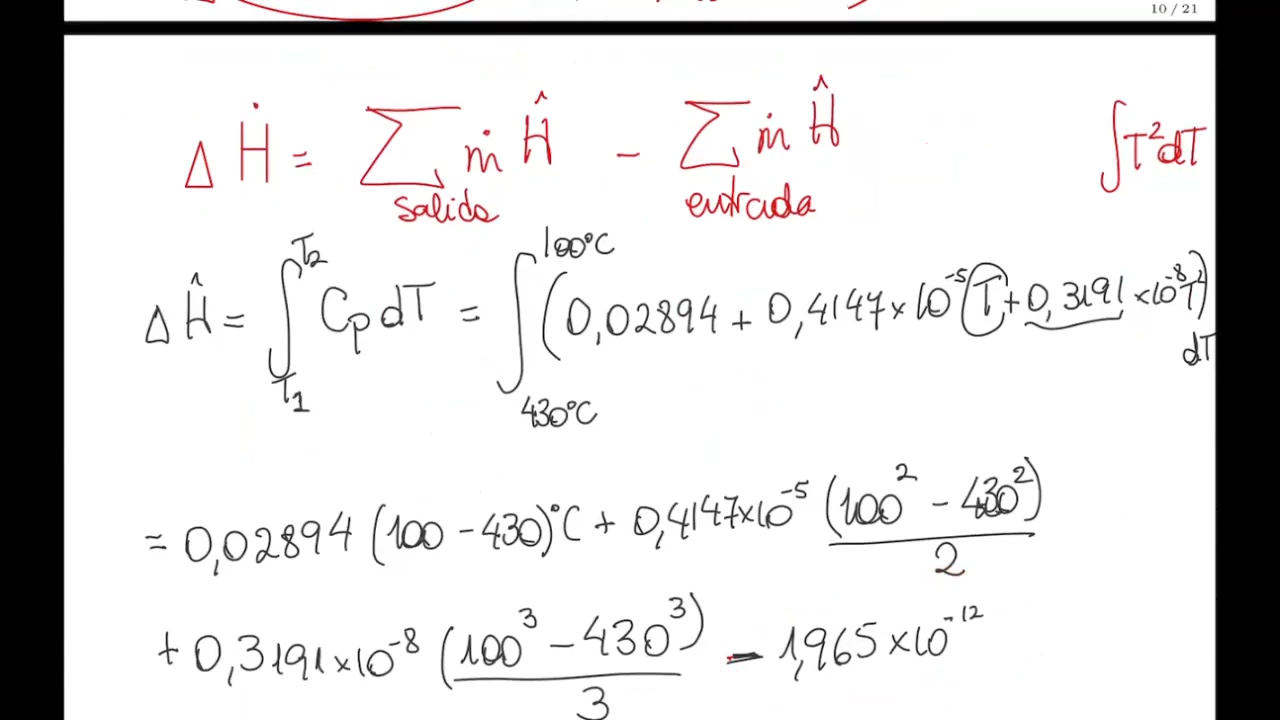 10 / 21
ΔḢ = Σ ṁ Ĥ - Σ ṁ Ĥ ∫T²dT
salida entrada
ΔĤ = ∫ Cp dT = ∫ (0,02894 + 0,4147×10⁻⁵ T + 0,3191×10⁻⁸T²)
T₂ 100°C
T₁ 430°C
dT
= 0,02894 (100 - 430)°C + 0,4147×10⁻⁵ (100² - 430²)
2
+ 0,3191×10⁻⁸ (100³ - 430³) - 1,965×10⁻¹²
3